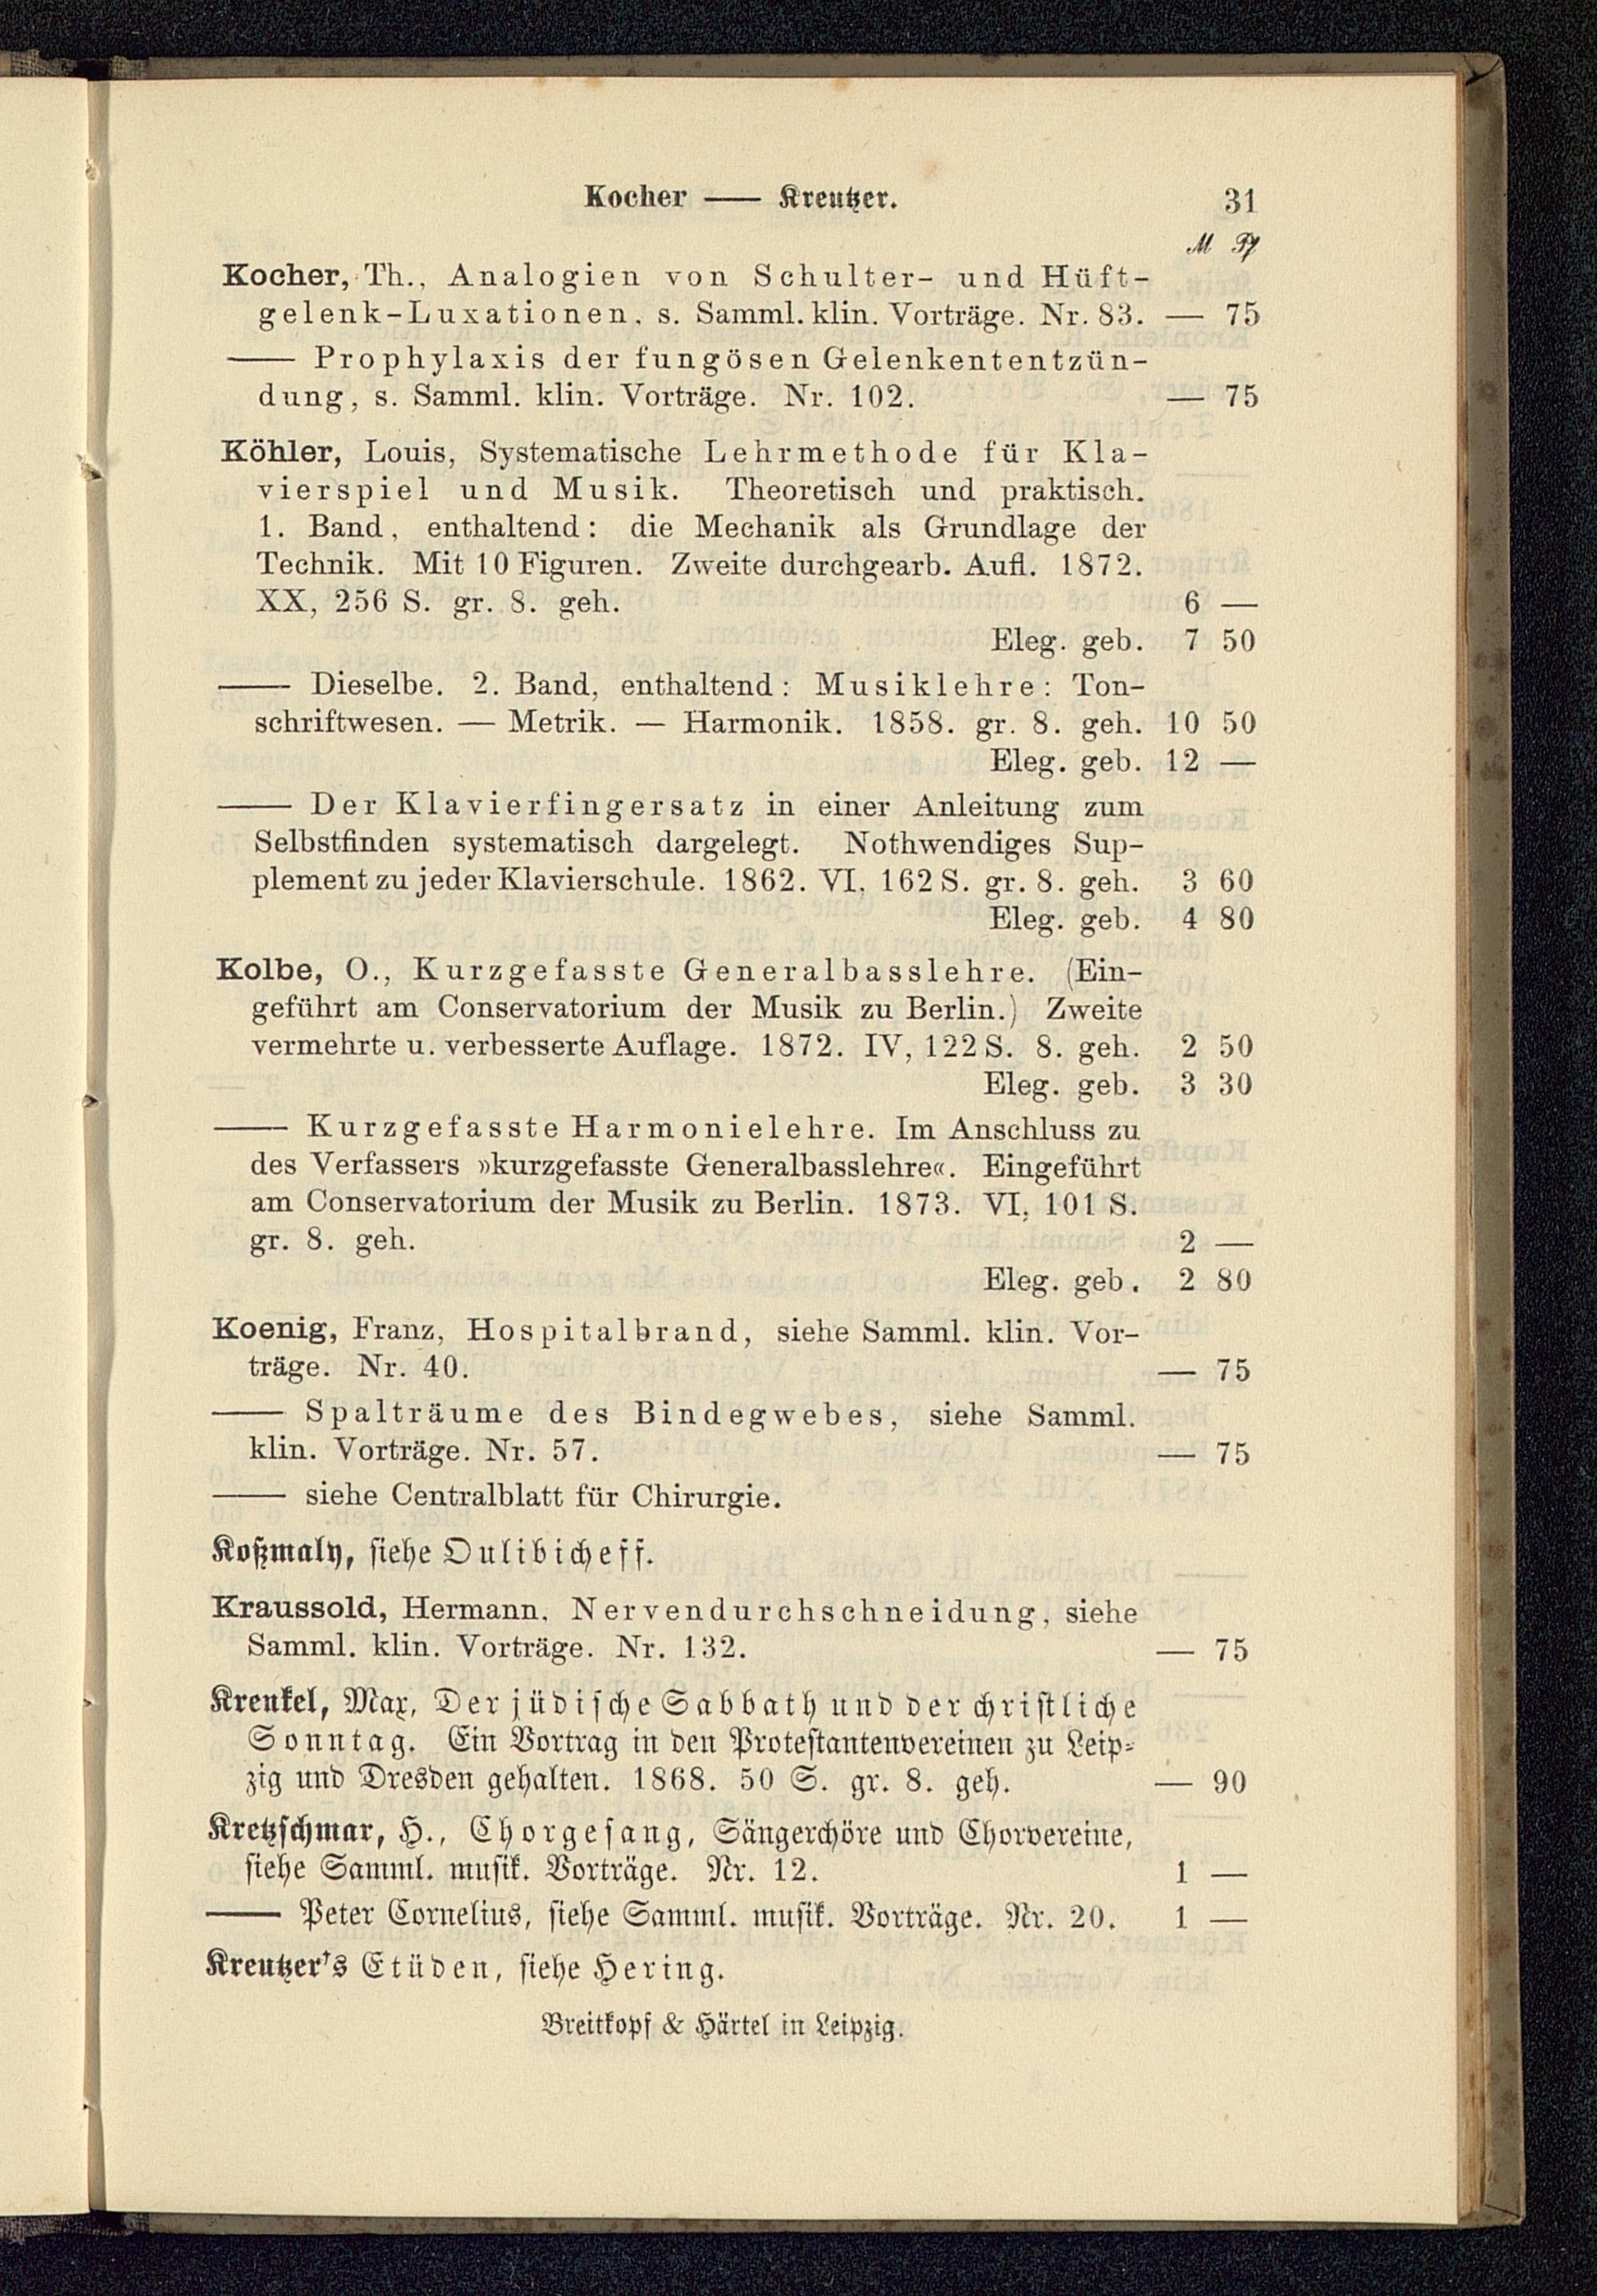 Kocher —— Kreutzer. 31
ℳ ₰
Kocher, Th., Analogien von Schulter- und Hüft-
gelenk-Luxationen, s. Samml. klin. Vorträge. Nr. 83. — 75
—— Prophylaxis der fungösen Gelenkententzün-
dung, s. Samml. klin. Vorträge. Nr. 102. — 75
Köhler, Louis, Systematische Lehrmethode für Kla-
vierspiel und Musik. Theoretisch und praktisch.
1. Band, enthaltend: die Mechanik als Grundlage der
Technik. Mit 10 Figuren. Zweite durchgearb. Aufl. 1872.
XX, 256 S. gr. 8. geh. 6 —
Eleg. geb. 7 50
—— Dieselbe. 2. Band, enthaltend: Musiklehre: Ton-
schriftwesen. — Metrik. — Harmonik. 1858. gr. 8. geh. 10 50
Eleg. geb. 12 —
—— Der Klavierfingersatz in einer Anleitung zum
Selbstfinden systematisch dargelegt. Nothwendiges Sup-
plement zu jeder Klavierschule. 1862. VI, 162 S. gr. 8. geh. 3 60
Eleg. geb. 4 80
Kolbe, O., Kurzgefasste Generalbasslehre. (Ein-
geführt am Conservatorium der Musik zu Berlin.) Zweite
vermehrte u. verbesserte Auflage. 1872. IV, 122 S. 8. geh. 2 50
Eleg. geb. 3 30
—— Kurzgefasste Harmonielehre. Im Anschluss zu
des Verfassers »kurzgefasste Generalbasslehre«. Eingeführt
am Conservatorium der Musik zu Berlin. 1873. VI, 101 S.
gr. 8. geh. 2 —
Eleg. geb. 2 80
Koenig, Franz, Hospitalbrand, siehe Samml. klin. Vor-
träge. Nr. 40. — 75
—— Spalträume des Bindegwebes, siehe Samml.
klin. Vorträge. Nr. 57. — 75
—— siehe Centralblatt für Chirurgie.
Koßmaly, siehe Oulibicheff.
Kraussold, Hermann, Nervendurchschneidung, siehe
Samml. klin. Vorträge. Nr. 132. — 75
Krenkel, Max, Der jüdische Sabbath und der christliche
Sonntag. Ein Vortrag in den Protestantenvereinen zu Leip-
zig und Dresden gehalten. 1868. 50 S. gr. 8. geh. — 90
Kretzschmar, H., Chorgesang, Sängerchöre und Chorvereine,
siehe Samml. musik. Vorträge. Nr. 12. 1 —
—— Peter Cornelius, siehe Samml. musik. Vorträge. Nr. 20. 1 —
Kreutzer's Etüden, siehe Hering.
Breitkopf & Härtel in Leipzig.